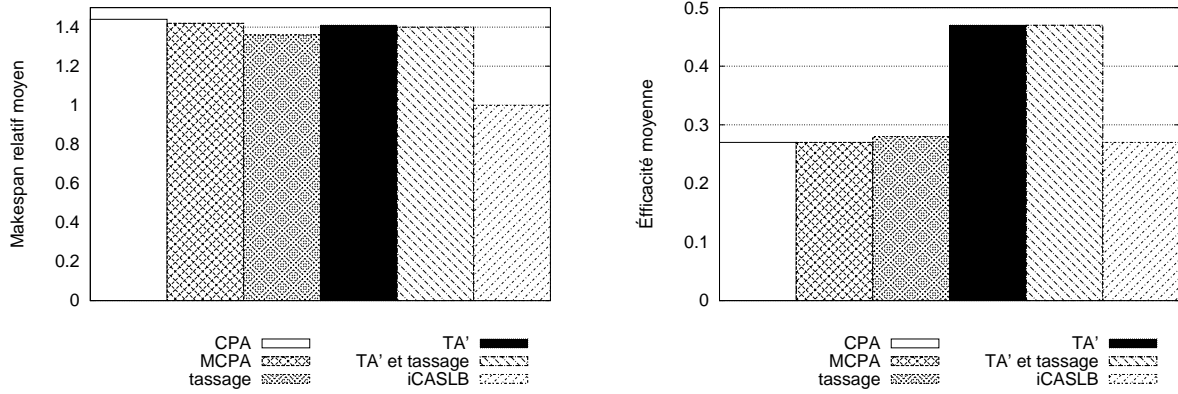 Makespan relatif moyen
1.4
1.2
1
0.8
0.6
0.4
0.2
0
CPA
MCPA
tassage
TA'
TA' et tassage
iCASLB
Éfficacité moyenne
0.5
0.4
0.3
0.2
0.1
0
CPA
MCPA
tassage
TA'
TA' et tassage
iCASLB